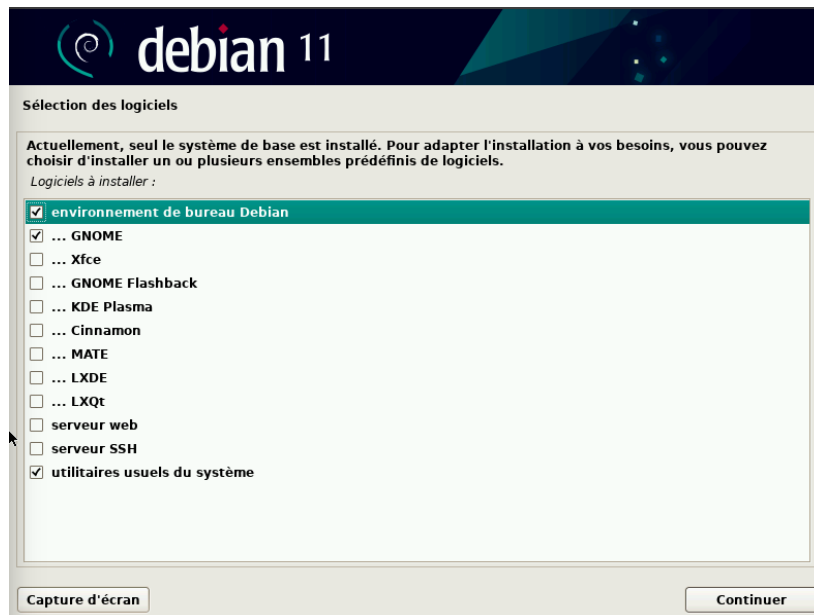 debian 11
Sélection des logiciels
Actuellement, seul le système de base est installé. Pour adapter l'installation à vos besoins, vous pouvez
choisir d'installer un ou plusieurs ensembles prédéfinis de logiciels.
Logiciels à installer :
environnement de bureau Debian
... GNOME
... Xfce
... GNOME Flashback
... KDE Plasma
... Cinnamon
... MATE
... LXDE
... LXQt
serveur web
serveur SSH
utilitaires usuels du système
Capture d'écran
Continuer